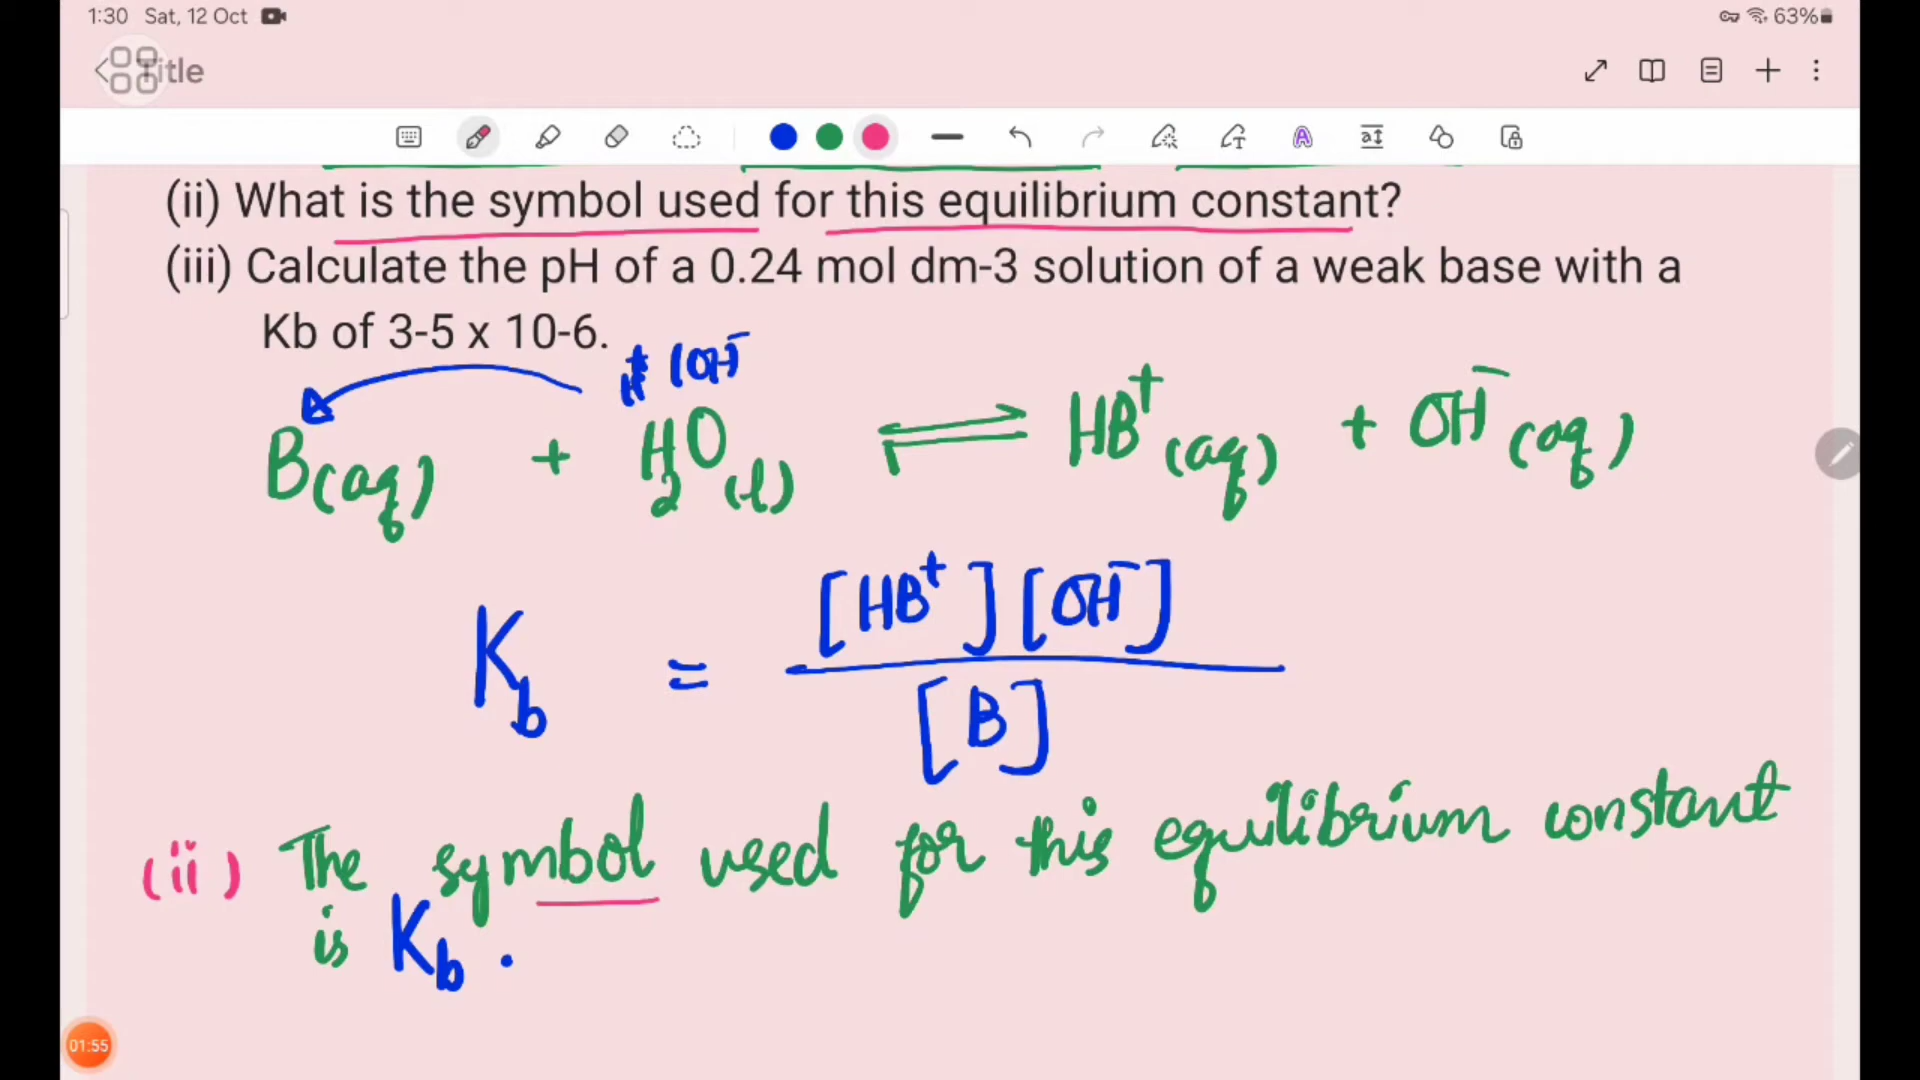 1:30 Sat, 12 Oct 63%
Title
(ii) What is the symbol used for this equilibrium constant?
(iii) Calculate the pH of a 0.24 mol dm-3 solution of a weak base with a
Kb of 3-5 x 10-6.
(OH⁻
B(aq) + H₂O(l) ⇌ HB⁺(aq) + OH⁻(aq)
K_b = [HB⁺][OH⁻]
[B]
(ii) The symbol used for this equilibrium constant
is K_b .
01:55